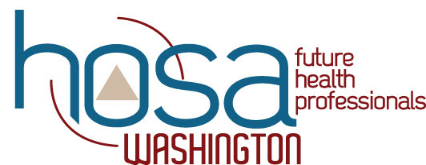 hosa
future
health
professionals
WASHINGTON